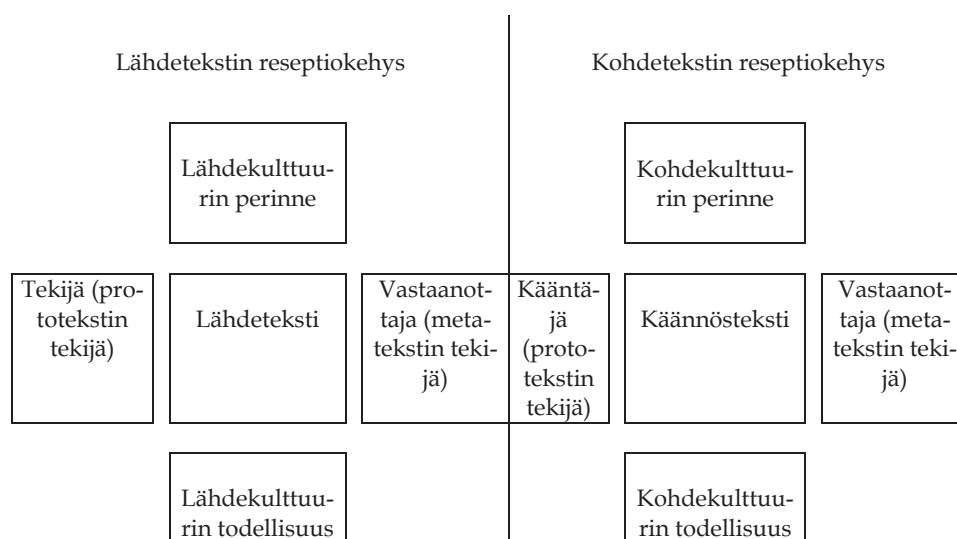 Lähdetekstin reseptiokehys
Kohdetekstin reseptiokehys
Lähdekulttuu-
rin perinne
Kohdekulttuu-
rin perinne
Tekijä (pro-
totekstin
tekijä)
Lähdeteksti
Vastaanot-
taja (meta-
tekstin teki-
jä)
Kääntä-
jä
(proto-
tekstin
tekijä)
Käännösteksti
Vastaanot-
taja (meta-
tekstin teki-
jä)
Lähdekulttuu-
rin todellisuus
Kohdekulttuu-
rin todellisuus